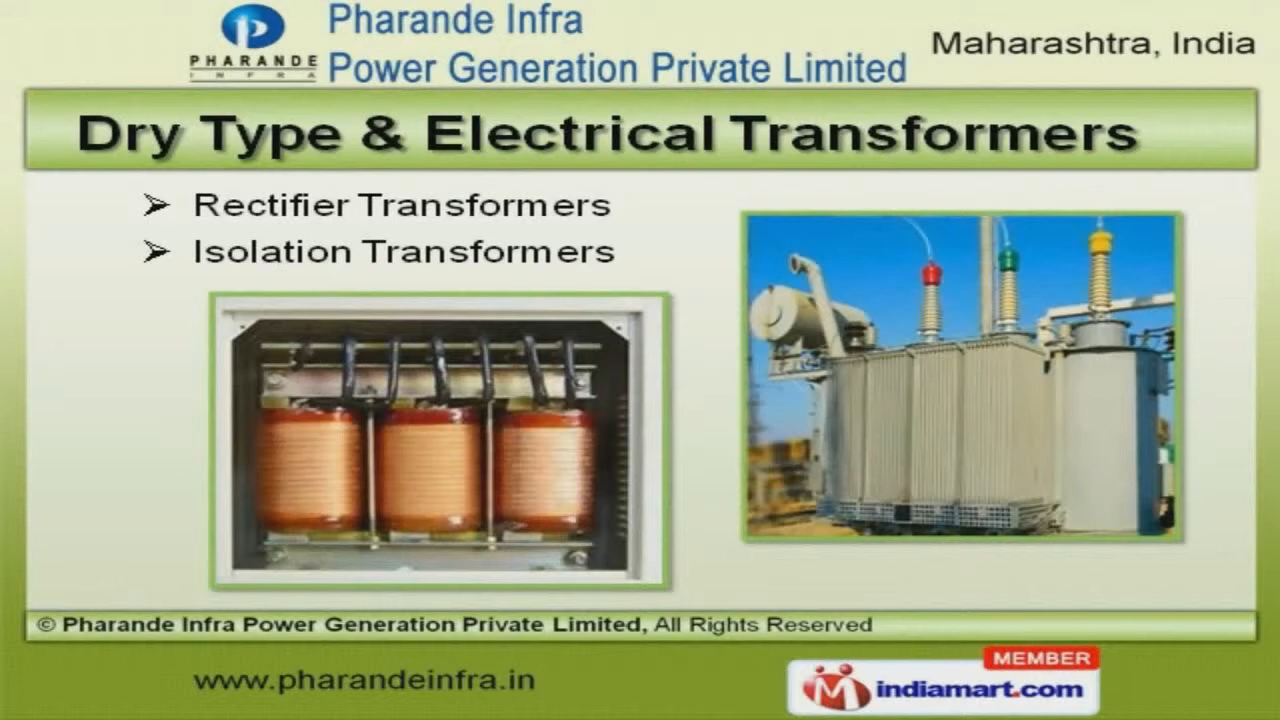 Pharande Infra
Power Generation Private Limited
PHARANDE
INFRA
Maharashtra, India
Dry Type & Electrical Transformers
Rectifier Transformers
Isolation Transformers
© Pharande Infra Power Generation Private Limited, All Rights Reserved
www.pharandeinfra.in
MEMBER
indiamart.com